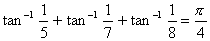 tan⁻¹ 1/5 + tan⁻¹ 1/7 + tan⁻¹ 1/8 = π/4